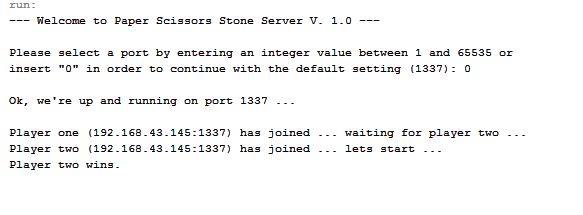 run:
--- Welcome to Paper Scissors Stone Server V. 1.0 ---
Please select a port by entering an integer value between 1 and 65535 or
insert "0" in order to continue with the default setting (1337): 0
Ok, we're up and running on port 1337 ...
Player one (192.168.43.145:1337) has joined ... waiting for player two ...
Player two (192.168.43.145:1337) has joined ... lets start ...
Player two wins.